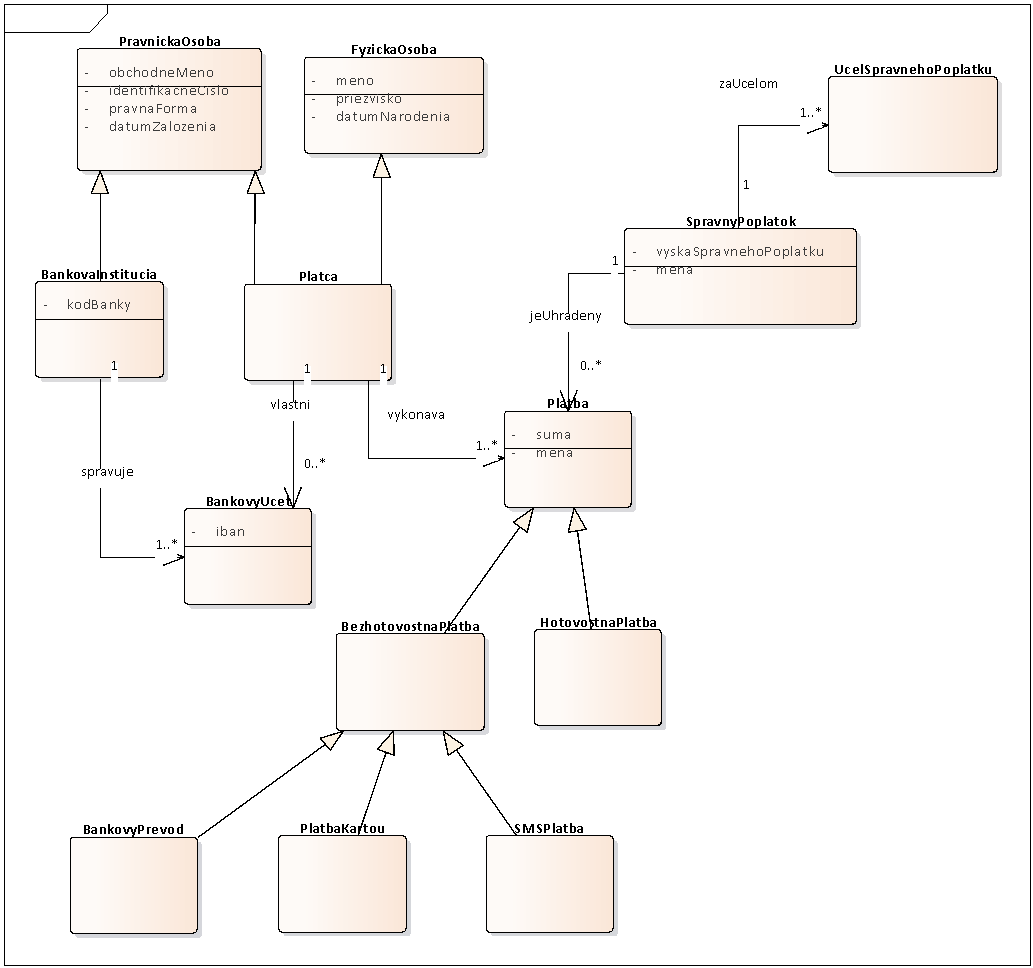 PravnickaOsoba
- obchodneMeno
- identifikacneCislo
- pravnaForma
- datumZalozenia
FyzickaOsoba
- meno
- priezvisko
- datumNarodenia
UcelSpravnehoPoplatku
zaUcelom
1..*
1
SpravnyPoplatok
- vyskaSpravnehoPoplatku
- mena
1
jeUhradeny
0..*
BankovaInstitucia
- kodBanky
1
Platca
1
1
vlastni
vykonava
0..*
1..*
spravuje
1..*
Platba
- suma
- mena
BankovyUcet
- iban
BezhotovostnaPlatba
HotovostnaPlatba
BankovyPrevod
PlatbaKartou
SMSPlatba